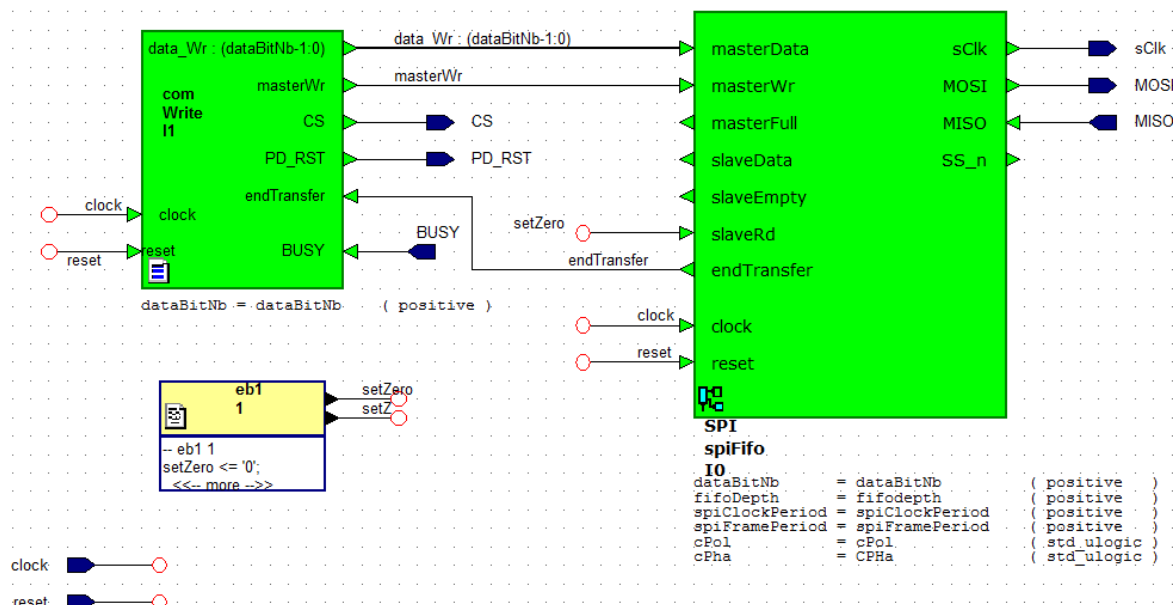 data_Wr : (dataBitNb-1:0)
masterWr
com
Write
I1
CS
PD_RST
endTransfer
clock
reset
BUSY
clock
reset
dataBitNb = dataBitNb ( positive )
data_Wr : (dataBitNb-1:0)
masterWr
CS
PD_RST
BUSY
setZero
endTransfer
clock
reset
masterData
masterWr
masterFull
slaveData
slaveEmpty
slaveRd
endTransfer
clock
reset
sClk
MOSI
MISO
SS_n
sClk
MOSI
MISO
SPI
spiFifo
I0
dataBitNb = dataBitNb ( positive )
fifoDepth = fifodepth ( positive )
spiClockPeriod = spiClockPeriod ( positive )
spiFramePeriod = spiFramePeriod ( positive )
cPol = cPol ( std_ulogic )
cPha = CPHa ( std_ulogic )
eb1
1
setZero
setZ
-- eb1 1
setZero <= '0';
<<-- more -->>
clock
reset